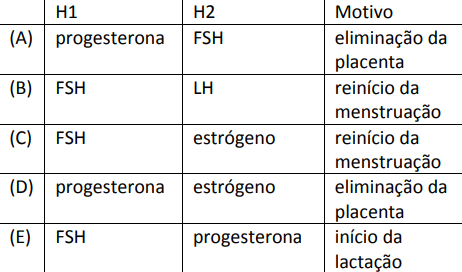 H1 H2 Motivo
(A) progesterona FSH eliminação da
placenta
(B) FSH LH reinício da
menstruação
(C) FSH estrógeno reinício da
menstruação
(D) progesterona estrógeno eliminação da
placenta
(E) FSH progesterona início da
lactação